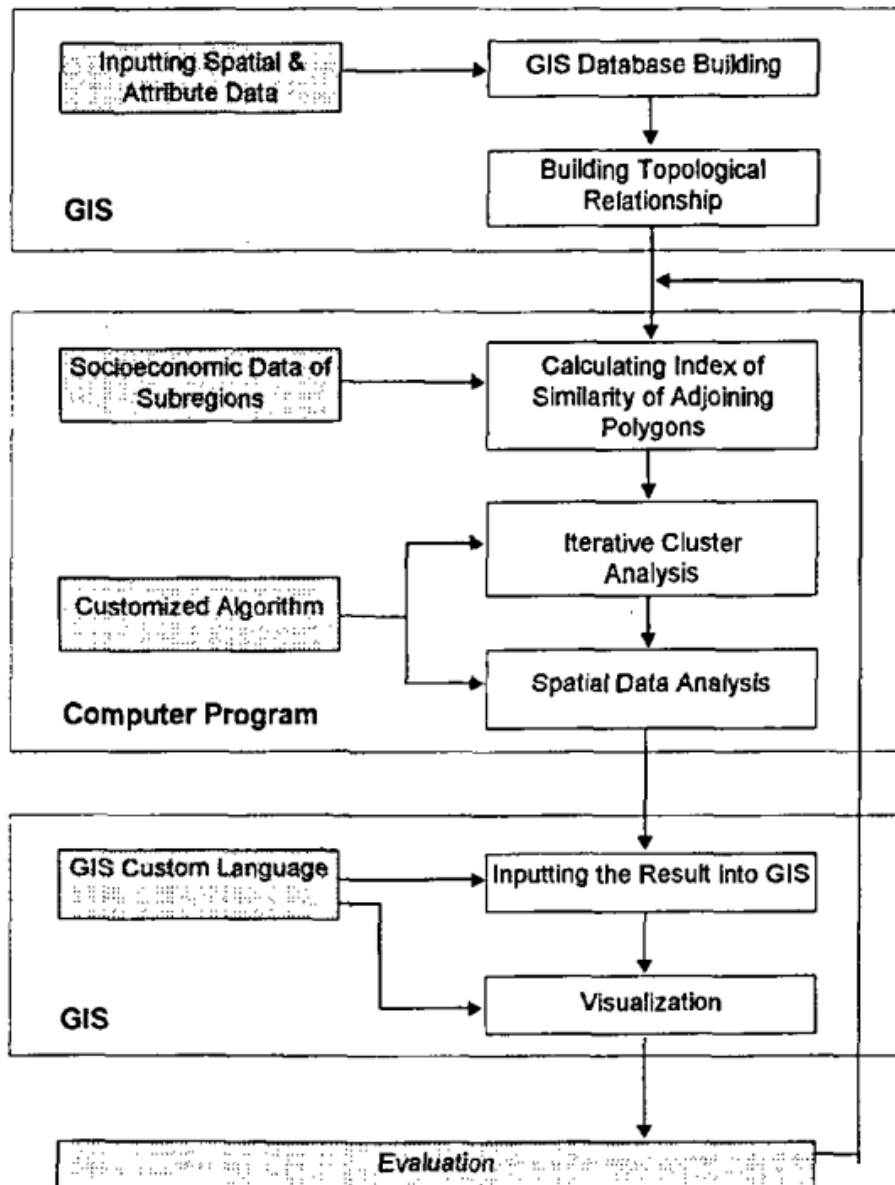 Inputting Spatial &
Attribute Data
GIS Database Building
Building Topological
Relationship
GIS
Socioeconomic Data of
Subregions
Calculating Index of
Similarity of Adjoining
Polygons
Iterative Cluster
Analysis
Customized Algorithm
Spatial Data Analysis
Computer Program
GIS Custom Language
Inputting the Result into GIS
Visualization
GIS
Evaluation